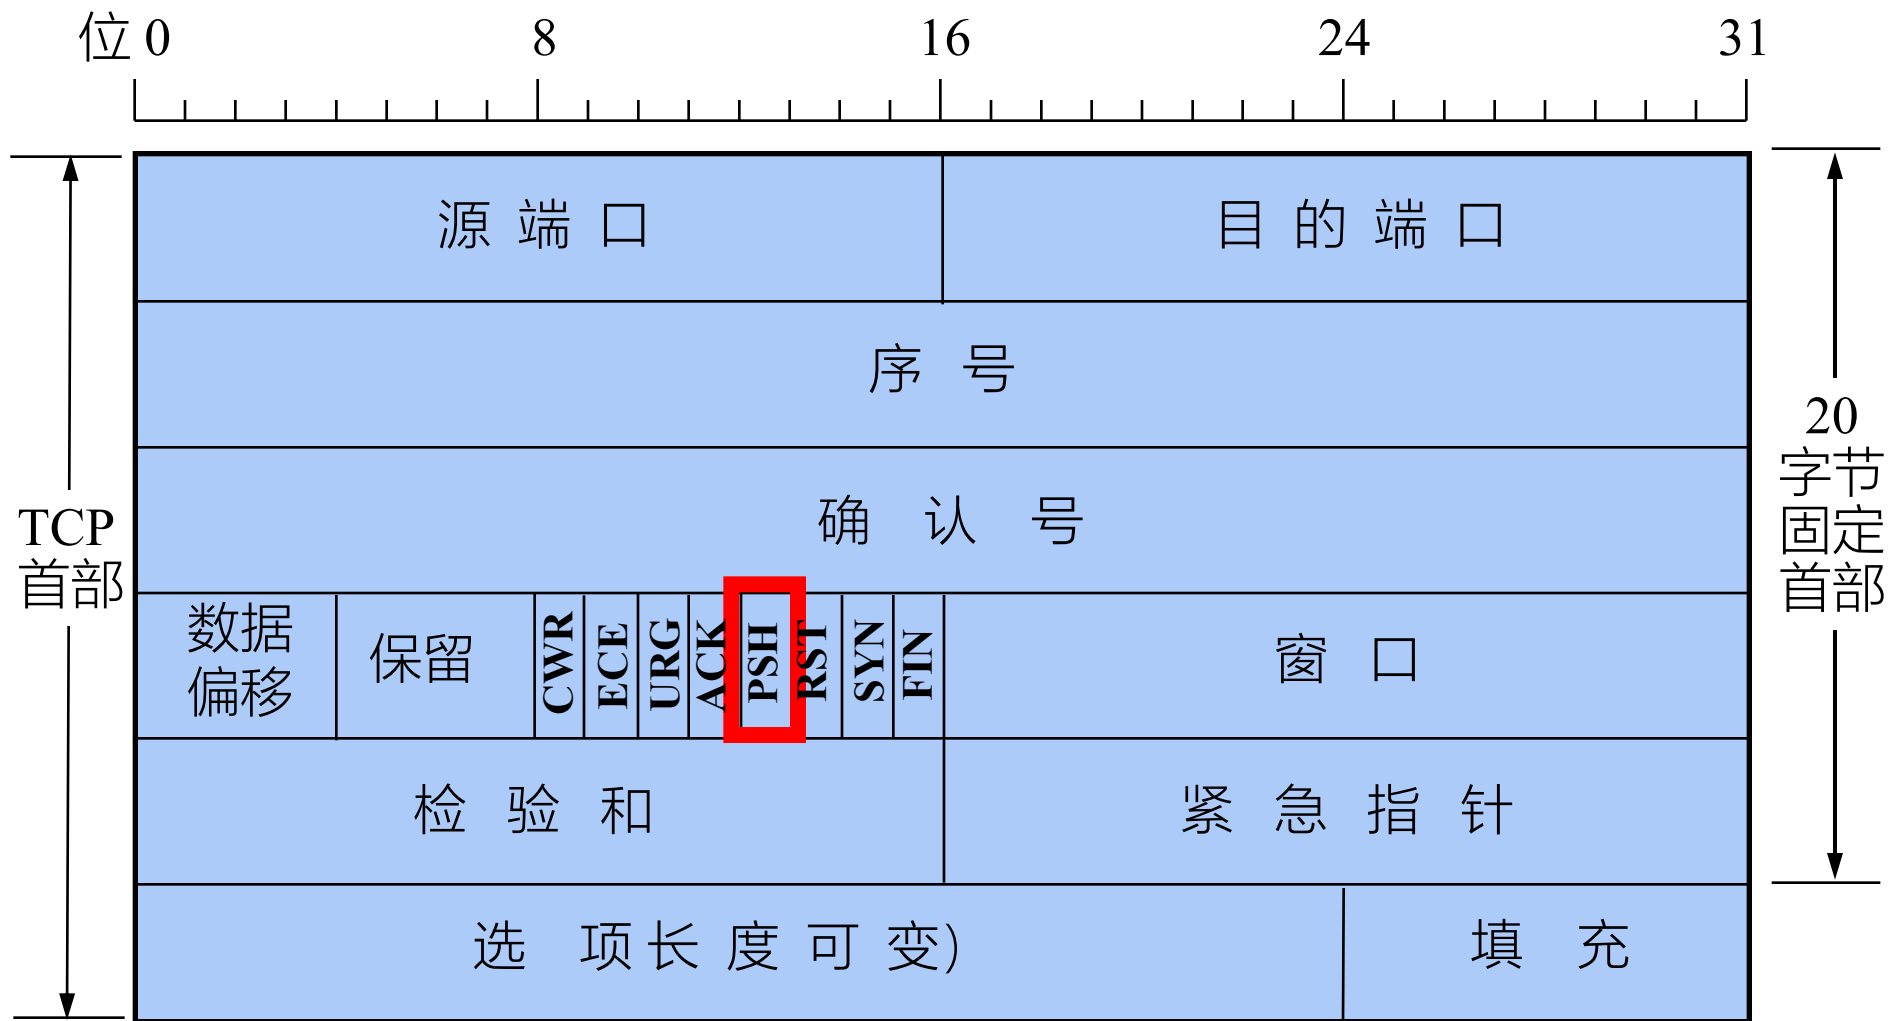 位 0 8 16 24 31
源 端 口 目 的 端 口
序 号
确 认 号
TCP
首部
20
字节
固定
首部
数据
偏移
保留
CWR
ECE
URG
ACK
PSH
RST
SYN
FIN
窗 口
检 验 和 紧 急 指 针
选 项 长 度 可 变) 填 充